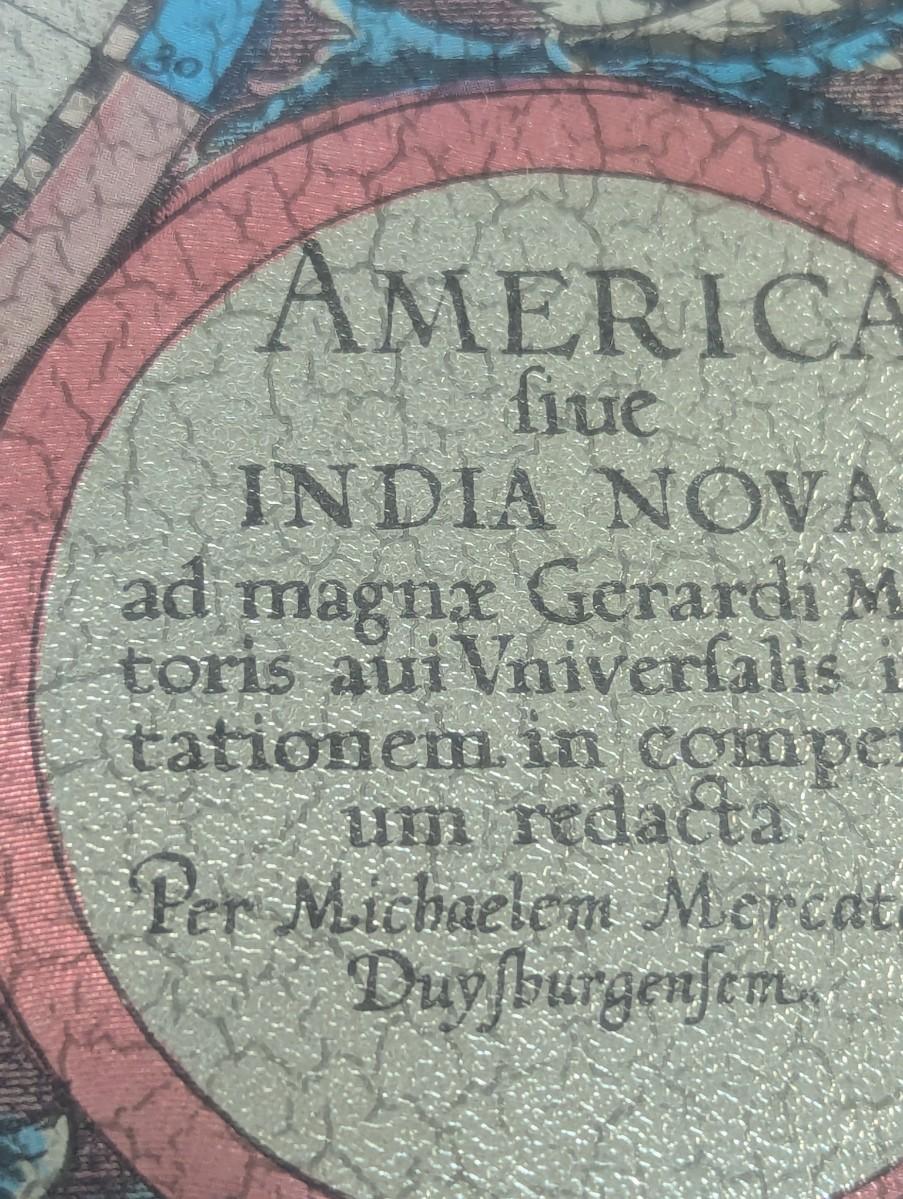 30
AMERICA
ſiue
INDIA NOVA
ad magnæ Gerardi M
toris aui Vniverſalis i
tationem in compe
um redacta
Per Michaelem Mercat
Duyſburgenſem.